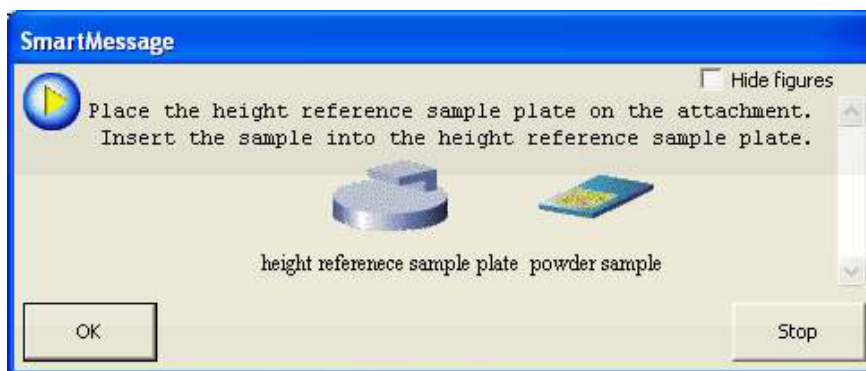 SmartMessage
Hide figures
Place the height reference sample plate on the attachment.
Insert the sample into the height reference sample plate.
height referenece sample plate powder sample
OK Stop